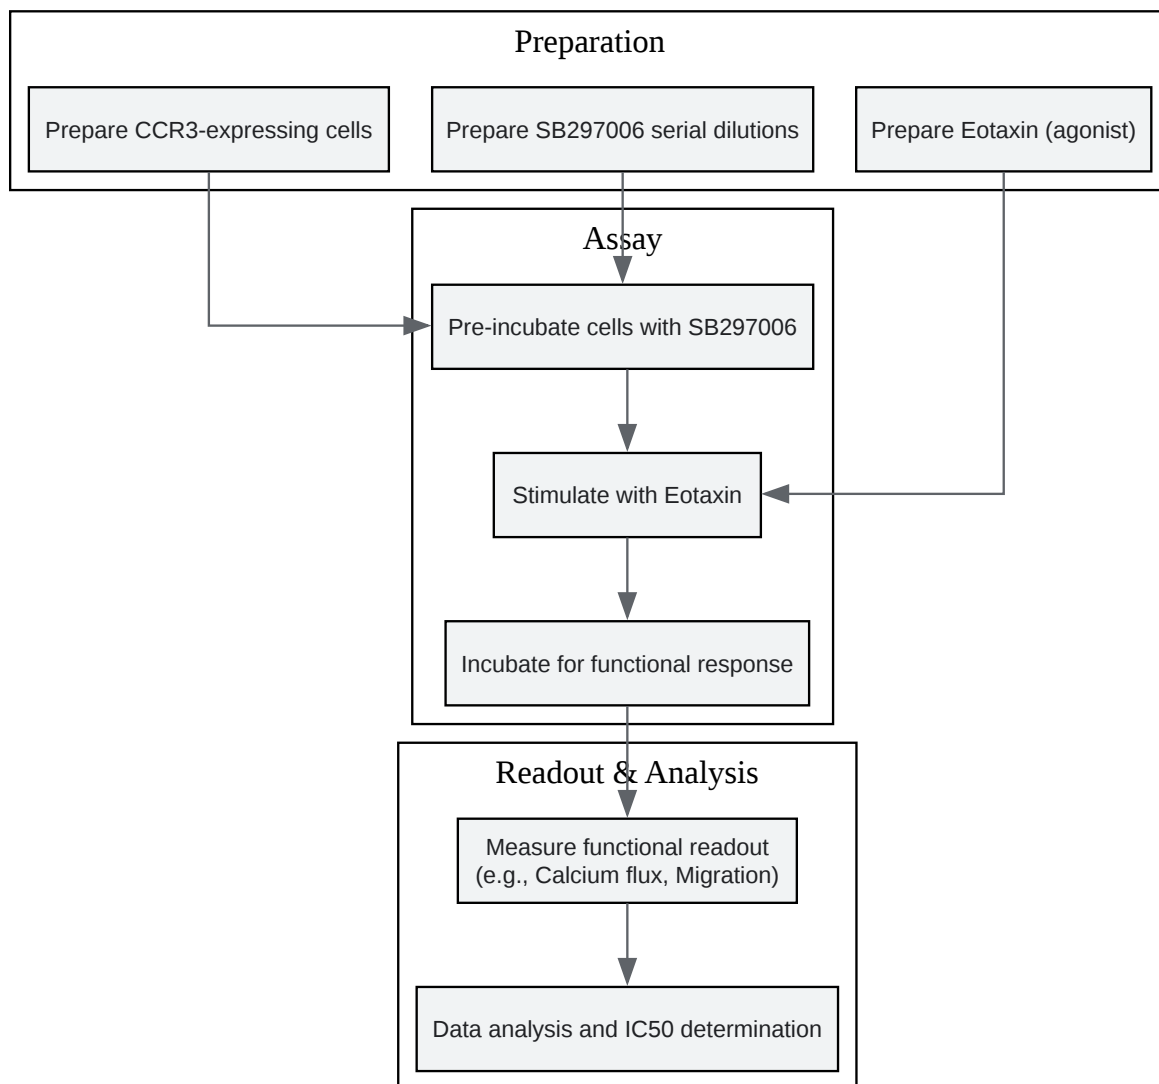 Preparation
Prepare CCR3-expressing cells
Prepare SB297006 serial dilutions
Prepare Eotaxin (agonist)
Assay
Pre-incubate cells with SB297006
Stimulate with Eotaxin
Incubate for functional response
Readout & Analysis
Measure functional readout
(e.g., Calcium flux, Migration)
Data analysis and IC50 determination